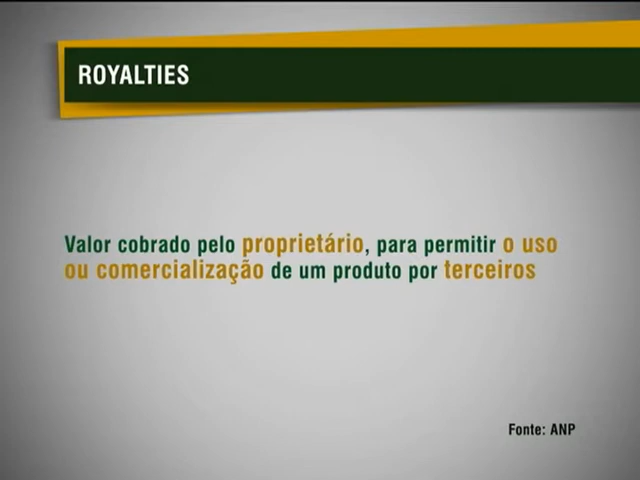 ROYALTIES
Valor cobrado pelo proprietário, para permitir o uso
ou comercialização de um produto por terceiros
Fonte: ANP